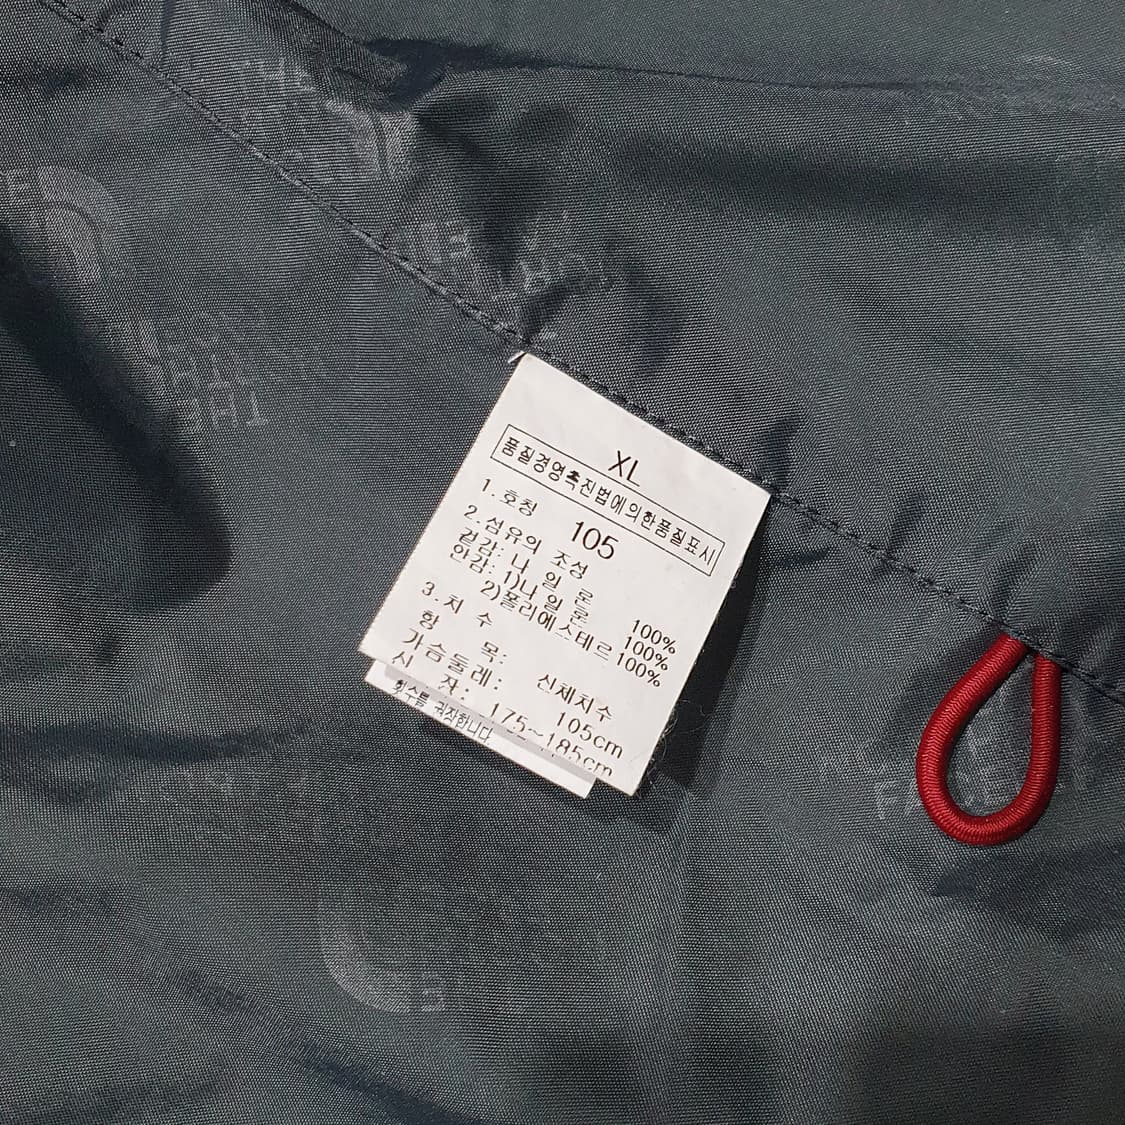 XL
품질경영촉진법에의한품질표시
1. 호칭 105
2. 섬유의 조성
겉감: 나 일 론 100%
안감: 1)나 일 론 100%
2)폴리에스테르 100%
3. 치 수
항 목: 신체치수
가슴둘레: 105cm
신 장: 175~185cm
THE
FACE